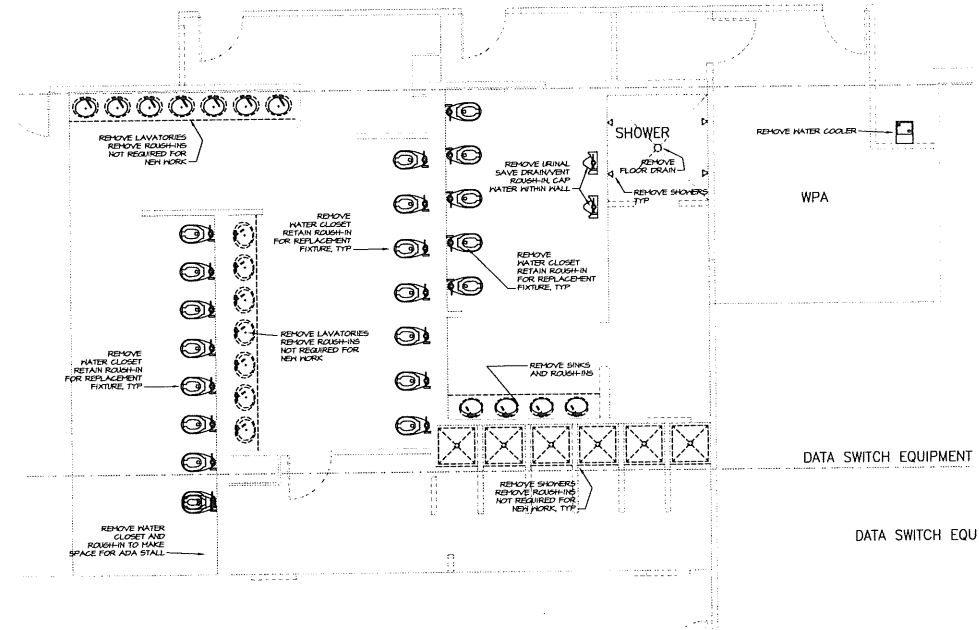 REMOVE LAVATORIES
REMOVE ROUGH-INS
NOT REQUIRED FOR
NEW WORK
REMOVE
WATER CLOSET
RETAIN ROUGH-IN
FOR REPLACEMENT
FIXTURE, TYP
REMOVE URINAL
SAVE DRAIN/VENT
ROUGH-IN, CAP
WATER WITHIN WALL
SHOWER
REMOVE
FLOOR DRAIN
REMOVE SHOWERS
TYP
REMOVE WATER COOLER
WPA
REMOVE
WATER CLOSET
RETAIN ROUGH-IN
FOR REPLACEMENT
FIXTURE, TYP
REMOVE LAVATORIES
REMOVE ROUGH-INS
NOT REQUIRED FOR
NEW WORK
REMOVE
WATER CLOSET
RETAIN ROUGH-IN
FOR REPLACEMENT
FIXTURE, TYP
REMOVE SINKS
AND ROUGH-INS
DATA SWITCH EQUIPMENT
REMOVE SHOWERS
REMOVE ROUGH-INS
NOT REQUIRED FOR
NEW WORK, TYP
REMOVE WATER
CLOSET AND
ROUGH-IN TO MAKE
SPACE FOR ADA STALL
DATA SWITCH EQU